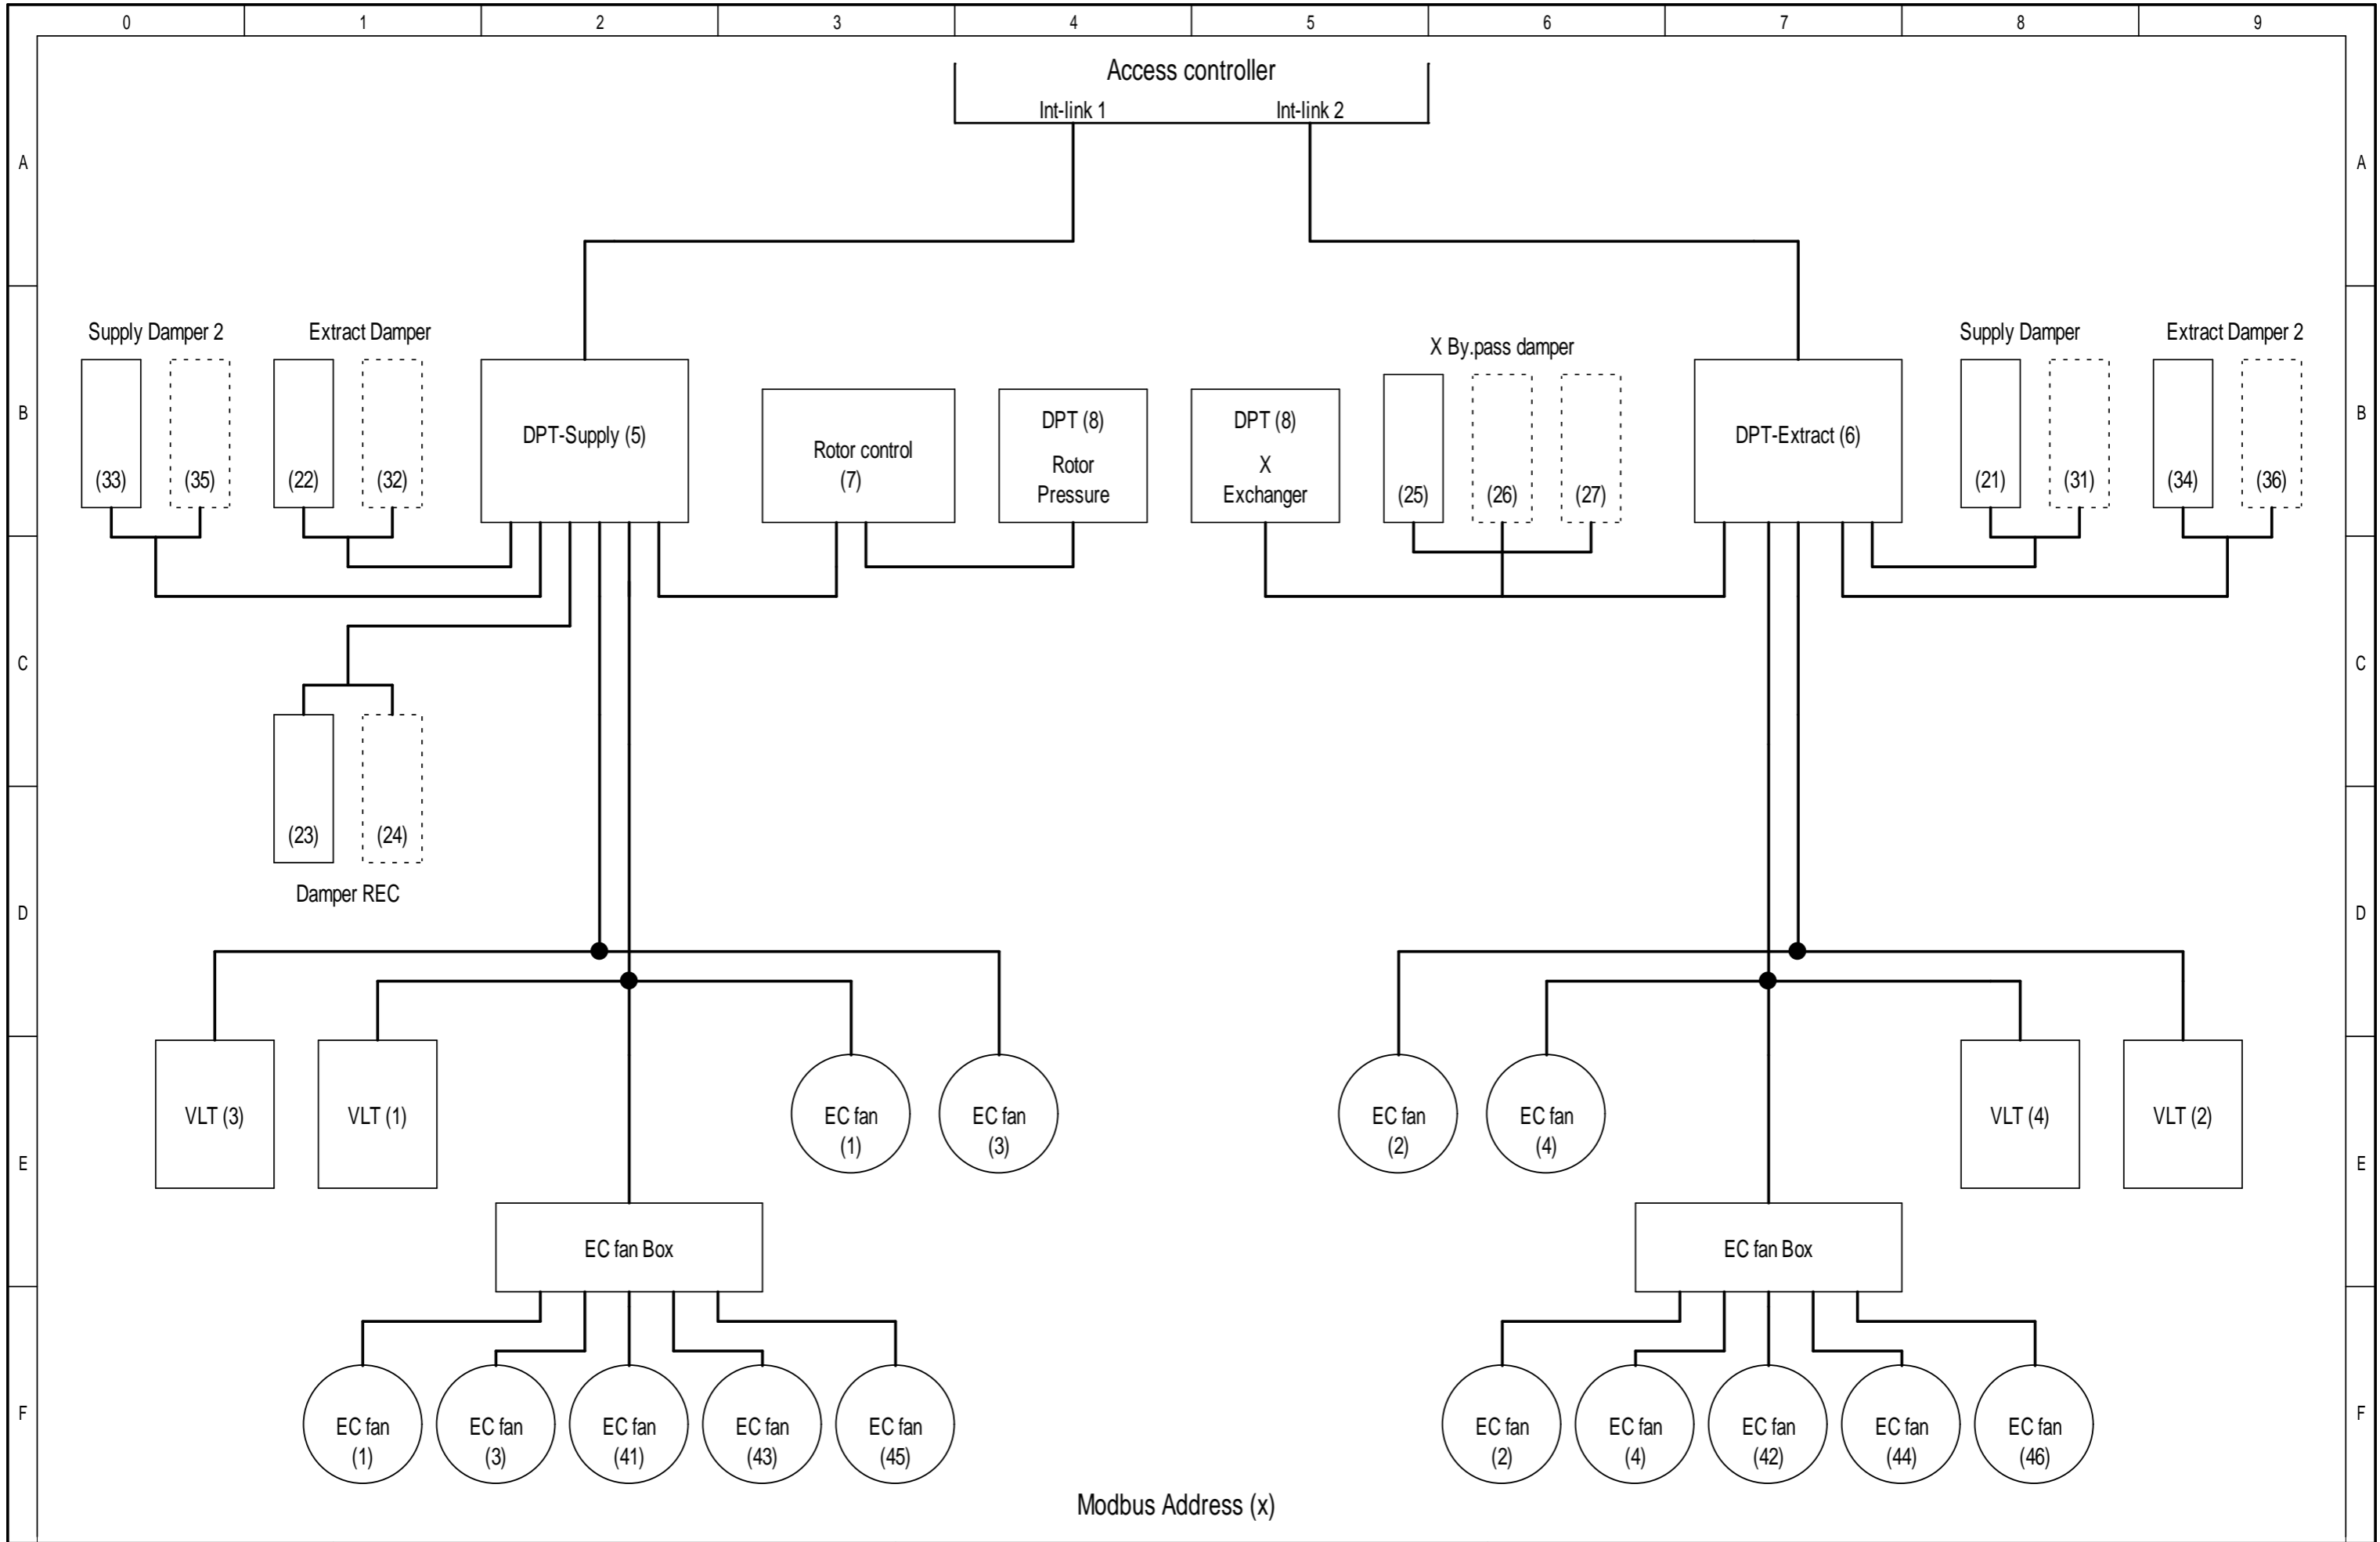 0 1 2 3 4 5 6 7 8 9
Access controller
Int-link 1 Int-link 2
A A
Supply Damper 2 Extract Damper X By.pass damper Supply Damper Extract Damper 2
B B
DPT-Supply (5)
Rotor control
(7)
DPT (8)
Rotor
Pressure
DPT (8)
X
Exchanger
DPT-Extract (6)
(33) (35) (22) (32) (25) (26) (27) (21) (31) (34) (36)
C C
(23) (24)
Damper REC
D D
VLT (3) VLT (1)
EC fan
(1)
EC fan
(3)
EC fan
(2)
EC fan
(4)
VLT (4) VLT (2)
E E
EC fan Box EC fan Box
F F
EC fan
(1)
EC fan
(3)
EC fan
(41)
EC fan
(43)
EC fan
(45)
EC fan
(2)
EC fan
(4)
EC fan
(42)
EC fan
(44)
EC fan
(46)
Modbus Address (x)